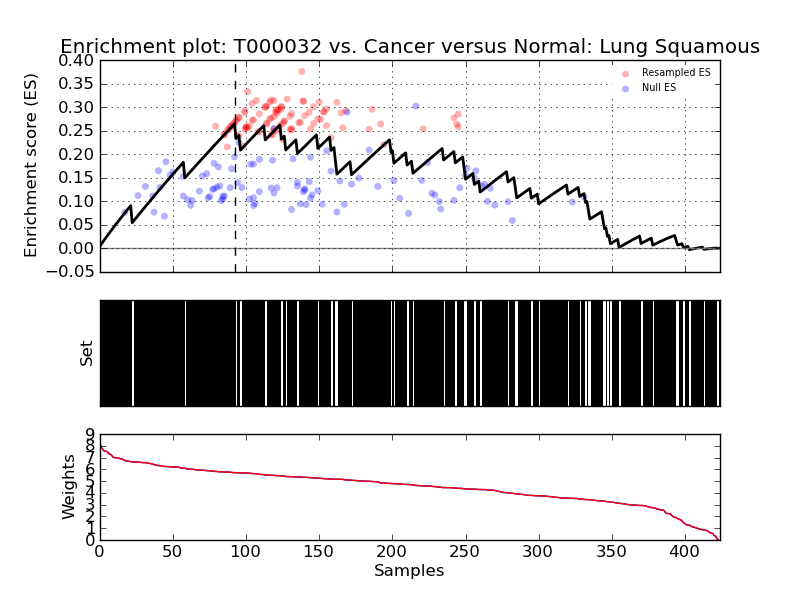 Enrichment plot: T000032 vs. Cancer versus Normal: Lung Squamous
Enrichment score (ES)
0.40
0.35
0.30
0.25
0.20
0.15
0.10
0.05
0.00
−0.05
Resampled ES
Null ES
Set
Weights
9
8
7
6
5
4
3
2
1
0
0 50 100 150 200 250 300 350 400
Samples